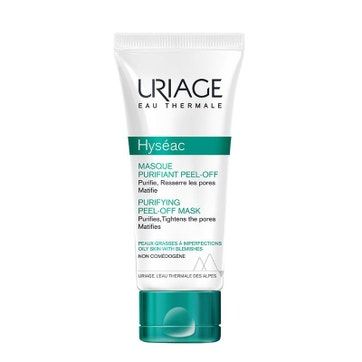 URIAGE
EAU THERMALE
Hyséac
MASQUE
PURIFIANT PEEL-OFF
Purifie, Resserre les pores
Matifie
PURIFYING
PEEL-OFF MASK
Purifies,Tightens the pores
Matifies
PEAUX GRASSES À IMPERFECTIONS
OILY SKIN WITH BLEMISHES
NON COMÉDOGÈNE
URIAGE, L'EAU THERMALE DES ALPES